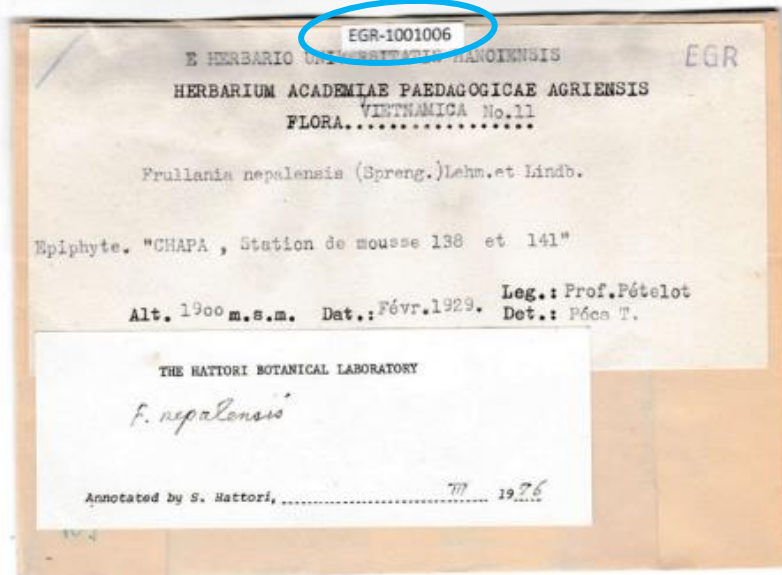 EGR-1001006
E HERBARIO UNIVERSITATIS HANOIENSIS
EGR
HERBARIUM ACADEMIAE PAEDAGOGICAE AGRIENSIS
FLORA..................VIETNAMICA No.11
Frullania nepalensis (Spreng.)Lehm.et Lindb.
Epiphyte. "CHAPA , Station de mousse 138 et 141"
Alt. 1900 m.s.m. Dat.: Févr.1929. Leg.: Prof.Pételot
Det.: Pócs T.
THE HATTORI BOTANICAL LABORATORY
F. nepalensis
Annotated by S. Hattori, 1976